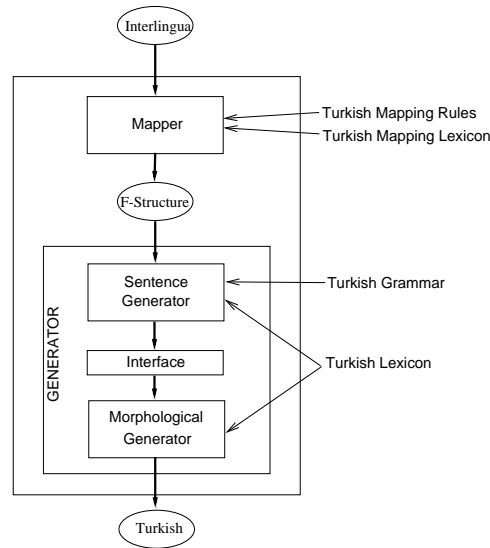 Interlingua
Mapper
Turkish Mapping Rules
Turkish Mapping Lexicon
F-Structure
GENERATOR
Sentence
Generator
Turkish Grammar
Interface
Turkish Lexicon
Morphological
Generator
Turkish